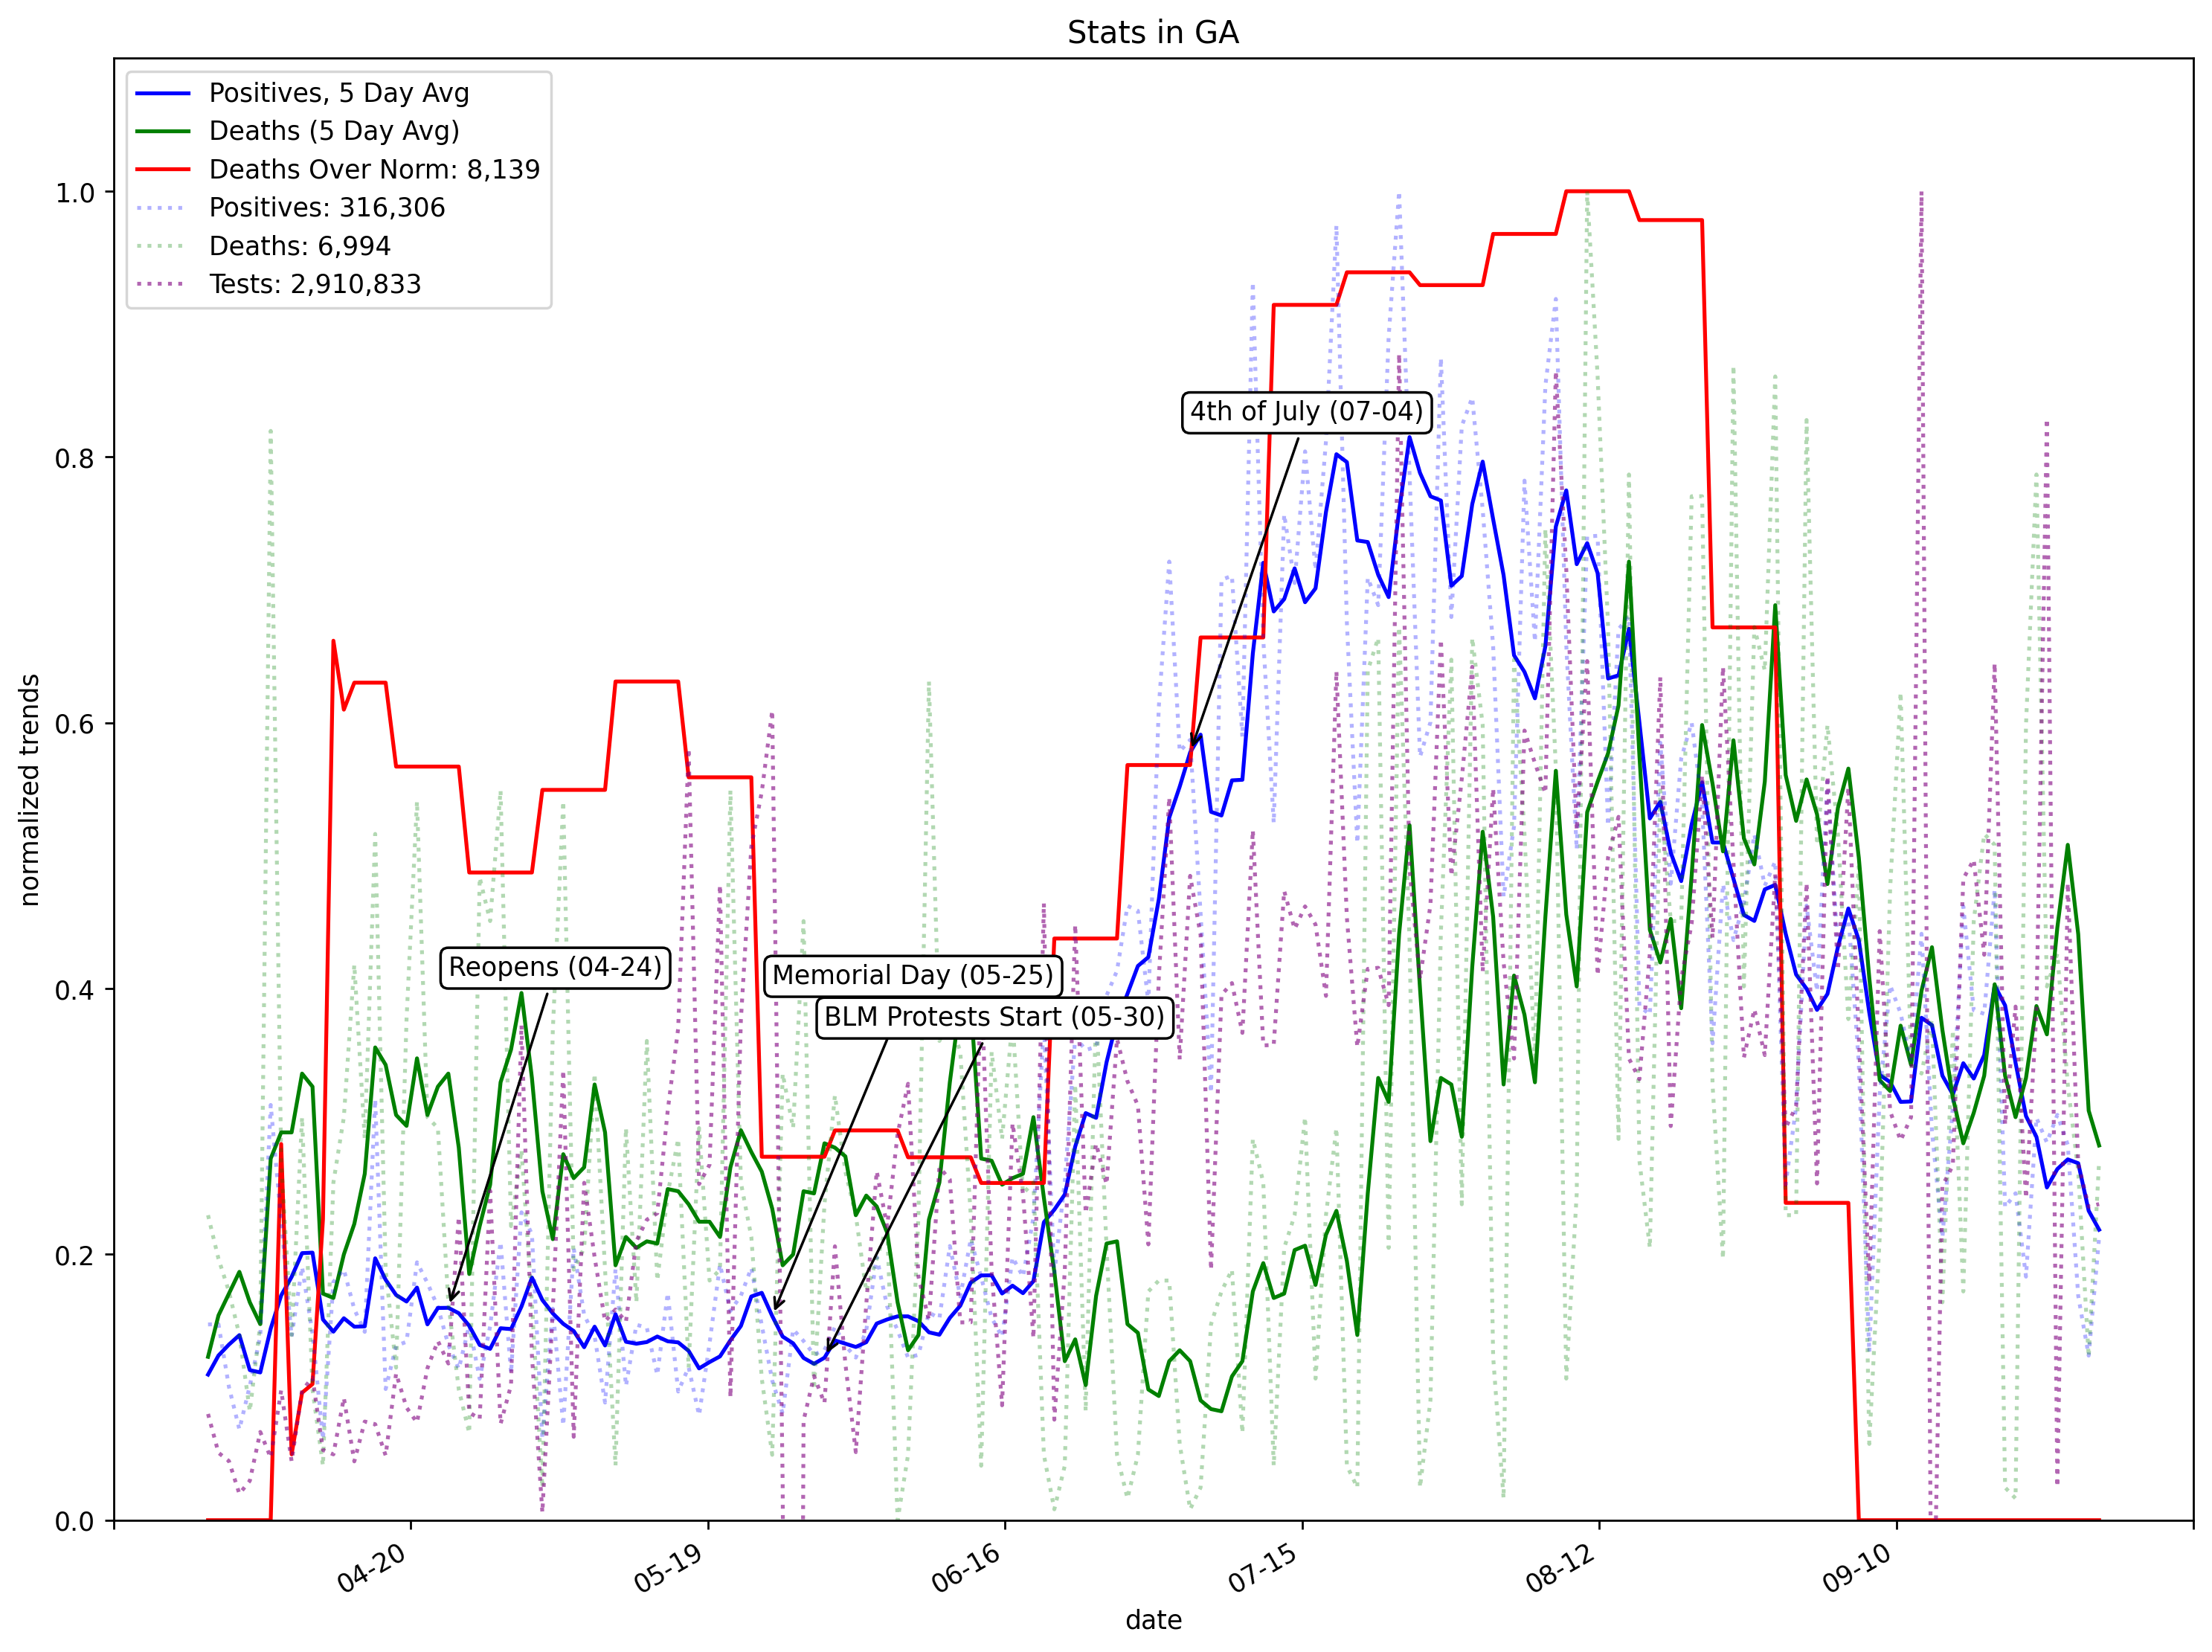 Stats in GA
Positives, 5 Day Avg
Deaths (5 Day Avg)
Deaths Over Norm: 8,139
Positives: 316,306
Deaths: 6,994
Tests: 2,910,833
1.0
0.8
0.6
0.4
0.2
0.0
normalized trends
4th of July (07-04)
Reopens (04-24)
Memorial Day (05-25)
BLM Protests Start (05-30)
04-20
05-19
06-16
07-15
08-12
09-10
date